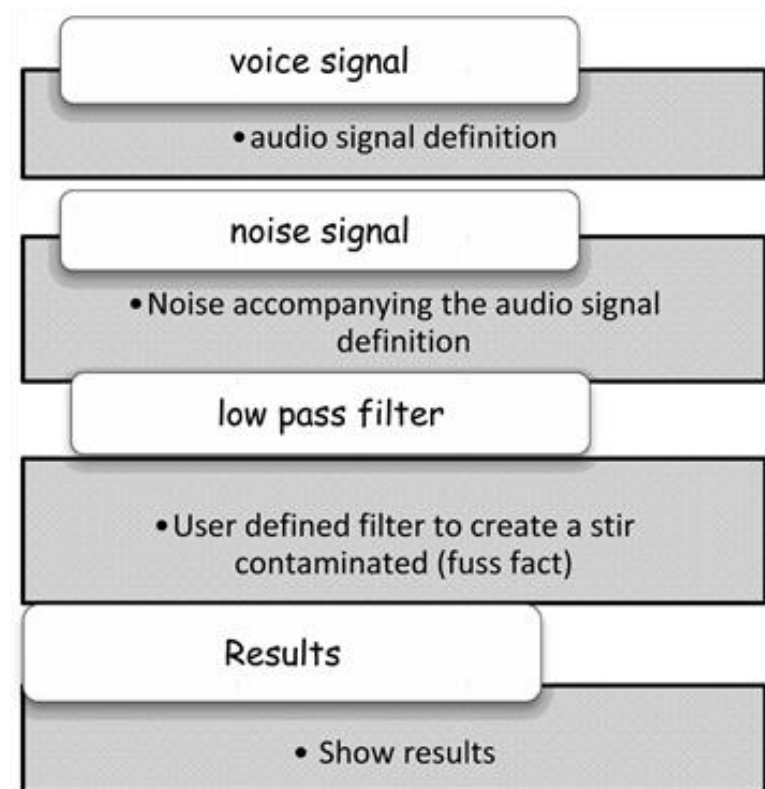 voice signal
•audio signal definition
noise signal
•Noise accompanying the audio signal
definition
low pass filter
•User defined filter to create a stir
contaminated (fuss fact)
Results
• Show results